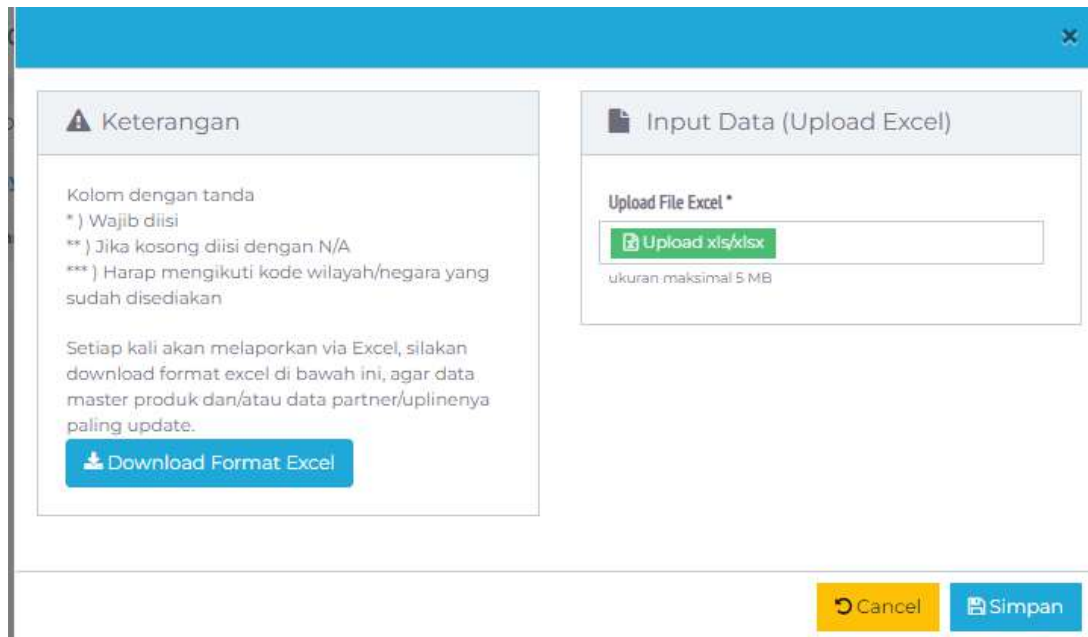 Keterangan
Kolom dengan tanda
* ) Wajib diisi
** ) Jika kosong diisi dengan N/A
*** ) Harap mengikuti kode wilayah/negara yang
sudah disediakan
Setiap kali akan melaporkan via Excel, silakan
download format excel di bawah ini, agar data
master produk dan/atau data partner/uplinenya
paling update.
Download Format Excel
Input Data (Upload Excel)
Upload File Excel *
Upload xls/xlsx
ukuran maksimal 5 MB
Cancel
Simpan